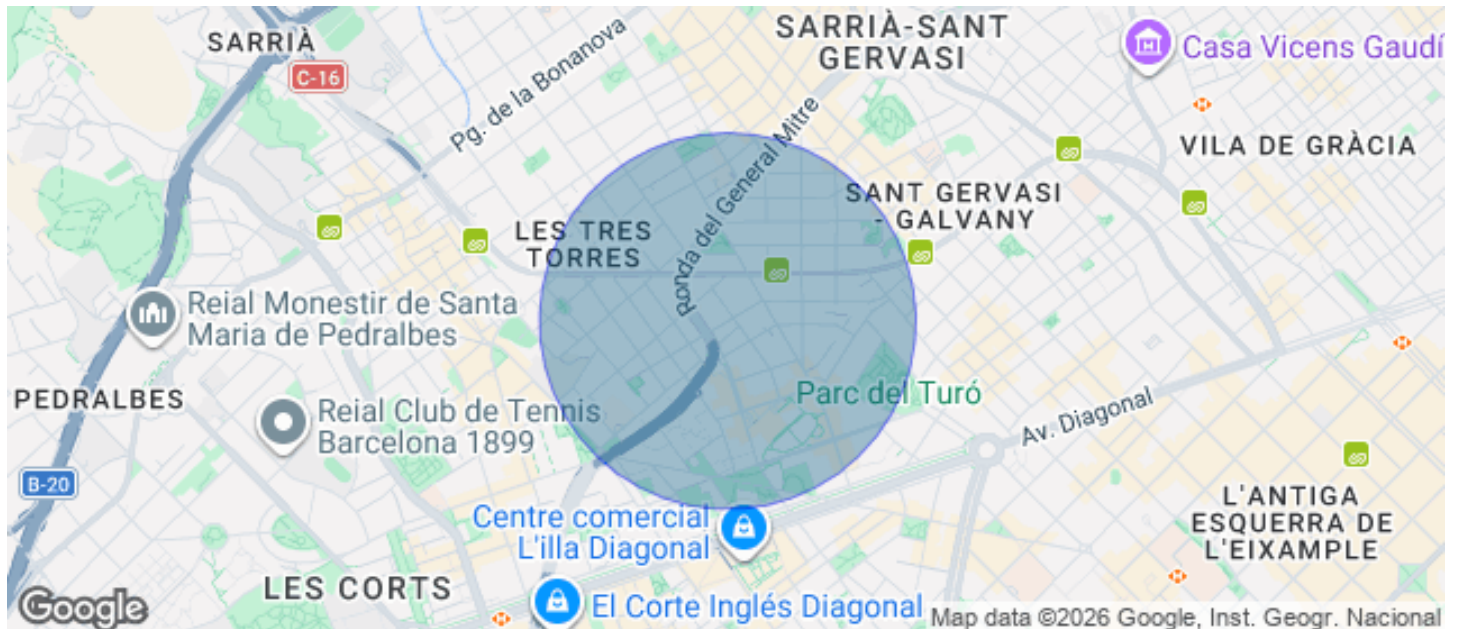 SARRIÀ
C-16
Pg. de la Bonanova
SARRIÀ-SANT
GERVASI
Casa Vicens Gaudí
VILA DE GRÀCIA
Ronda del General Mitre
SANT GERVASI
- GALVANY
LES TRES
TORRES
Reial Monestir de Santa
Maria de Pedralbes
PEDRALBES
Reial Club de Tennis
Barcelona 1899
Parc del Turó
Av. Diagonal
B-20
Centre comercial
L'illa Diagonal
L'ANTIGA
ESQUERRA DE
L'EIXAMPLE
LES CORTS
El Corte Inglés Diagonal
Google
Map data ©2026 Google, Inst. Geogr. Nacional